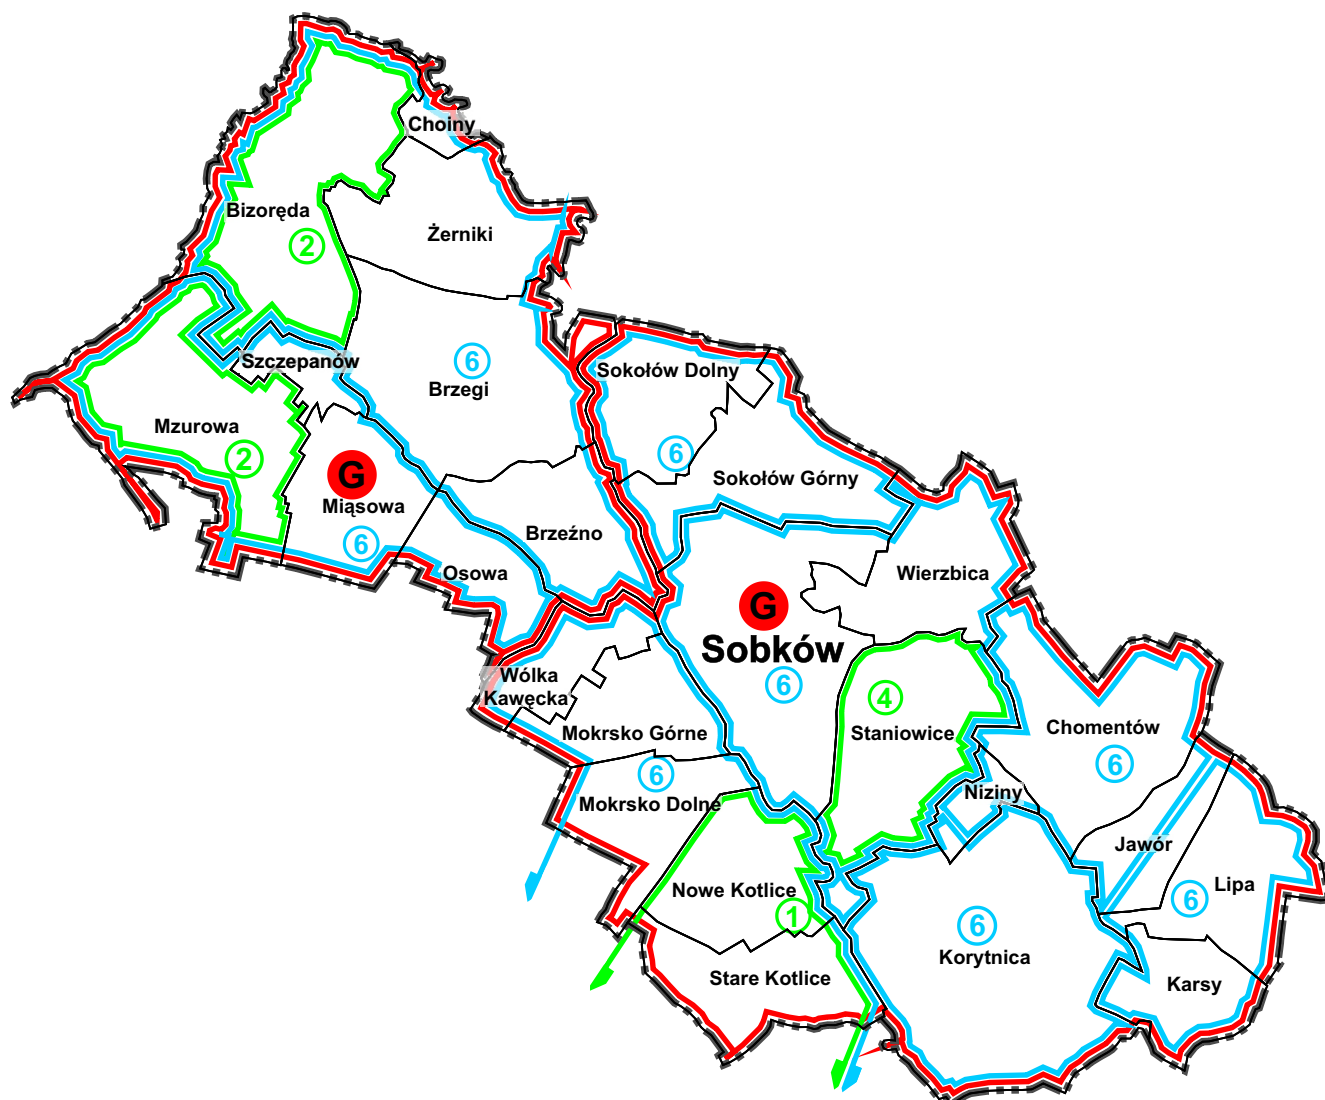 Choiny
Bizoręda
2
Żerniki
Szczepanów
6
Brzegi
Sokołów Dolny
Mzurowa
2
6
G
Miąsowa
Sokołów Górny
6
Brzeźno
Osowa
Wierzbica
G
Sobków
6
Wólka
Kawęcka
4
Staniowice
Mokrsko Górne
Chomentów
6
6
Mokrsko Dolne
Niziny
Jawór
Nowe Kotlice
1
6
Lipa
6
Korytnica
Stare Kotlice
Karsy